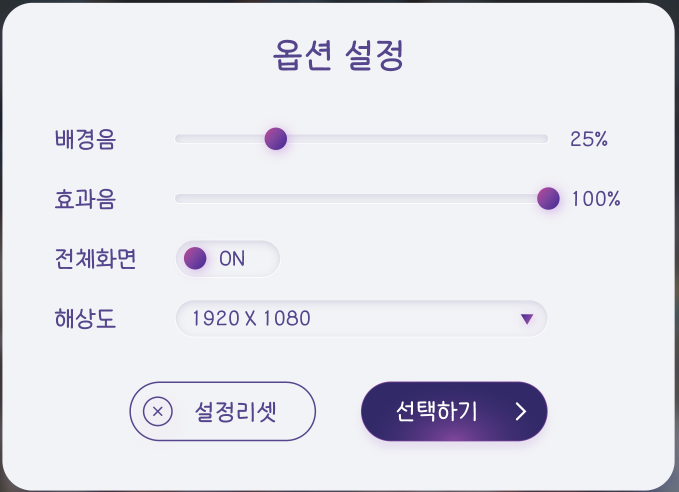 옵션 설정
배경음 25%
효과음 100%
전체화면 ON
해상도 1920 X 1080
설정리셋 선택하기